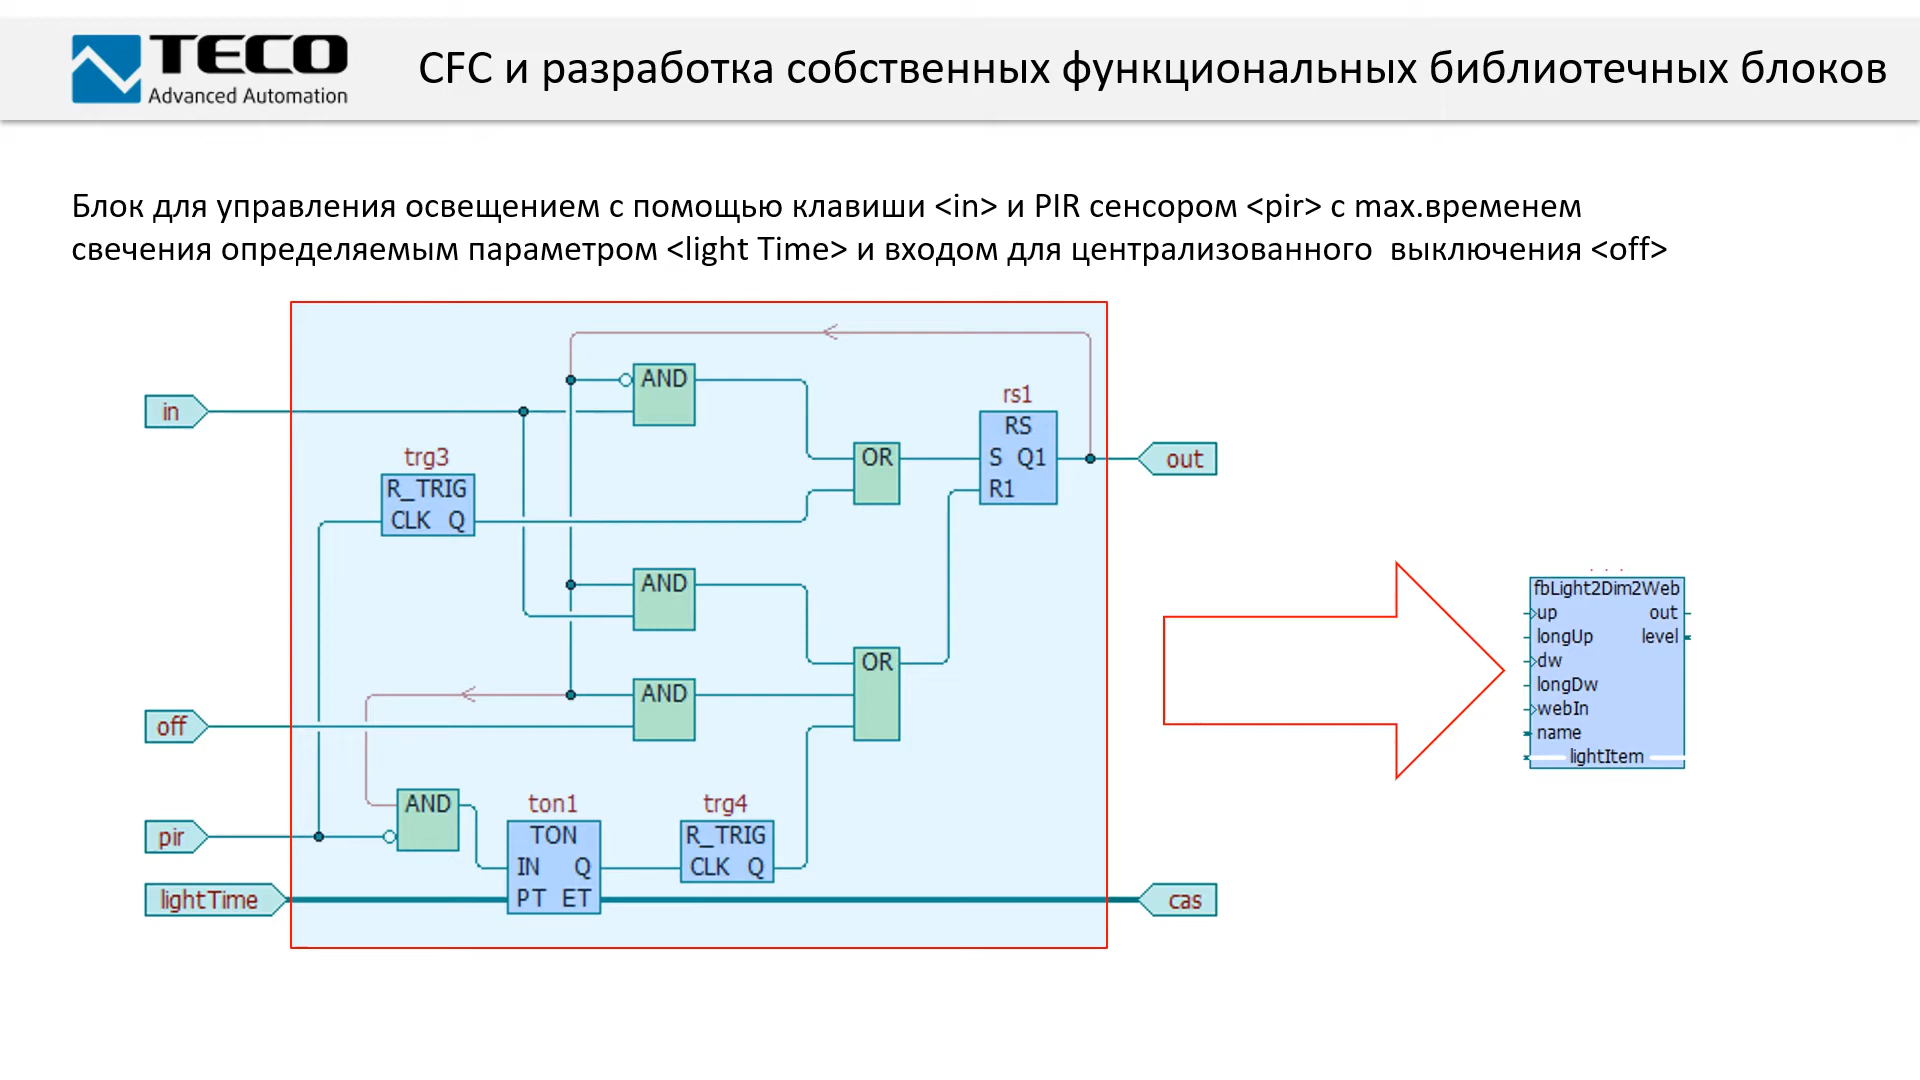 TECO
Advanced Automation
CFC и разработка собственных функциональных библиотечных блоков
Блок для управления освещением с помощью клавиши <in> и PIR сенсором <pir> с max.временем
свечения определяемым параметром <light Time> и входом для централизованного  выключения <off>
AND
in
rs1
RS
S Q1
R1
trg3
R_TRIG
CLK Q
OR
out
AND
OR
AND
off
AND
pir
ton1
TON
IN Q
PT ET
trg4
R_TRIG
CLK Q
lightTime
cas
fbLight2Dim2Web
up out
longUp level
dw
longDw
webIn
name
lightItem